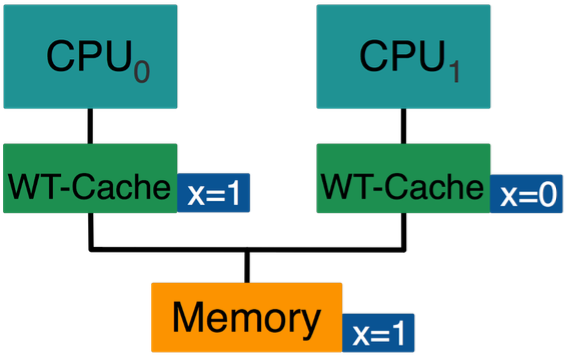 CPU0 CPU1
WT-Cache x=1 WT-Cache x=0
Memory x=1